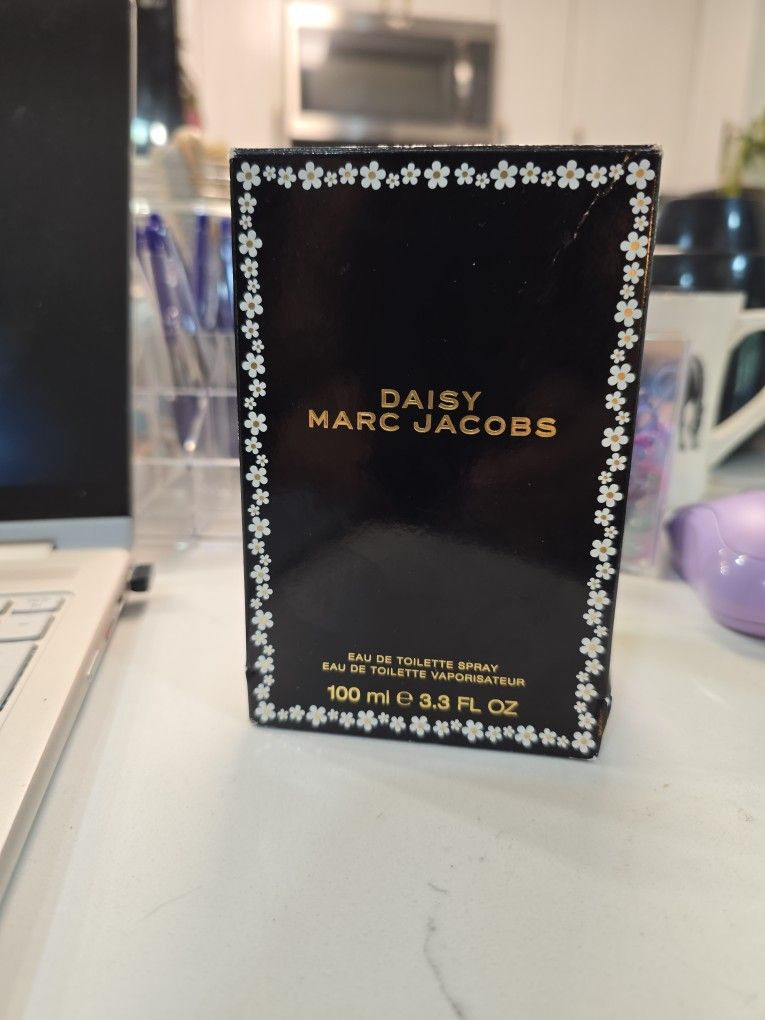 DAISY
MARC JACOBS
EAU DE TOILETTE SPRAY
EAU DE TOILETTE VAPORISATEUR
100 ml ℮ 3.3 FL OZ